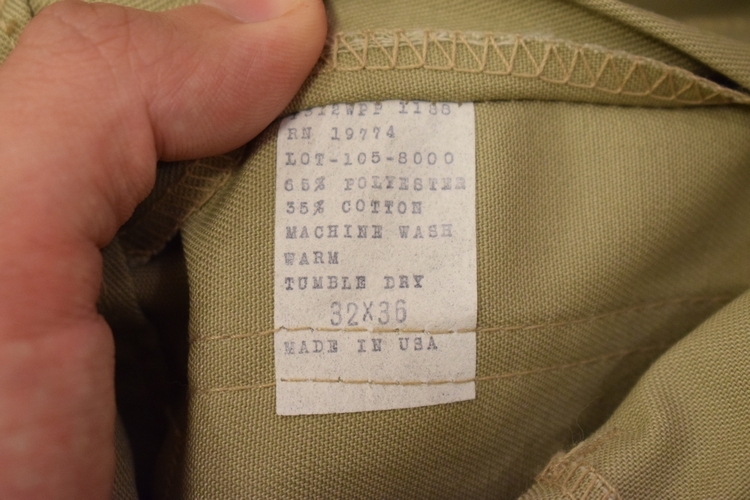 RN 19774
LOT-105-8000
65% POLYESTER
35% COTTON
MACHINE WASH
WARM
TUMBLE DRY
32X36
MADE IN USA